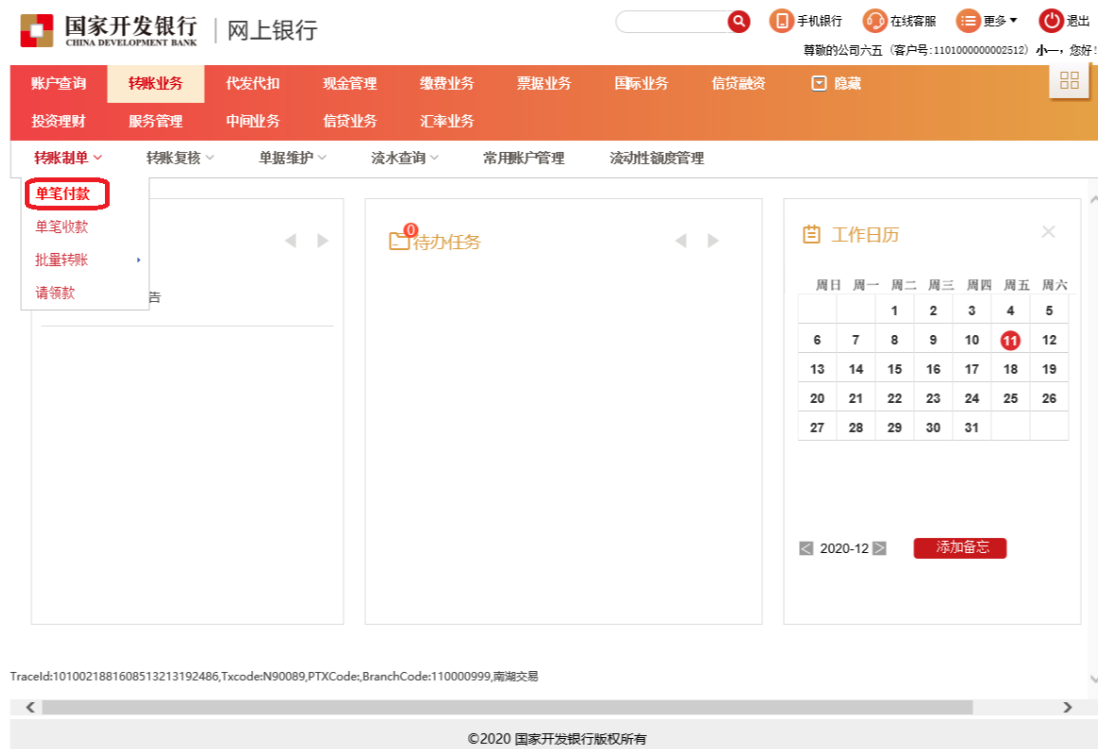 国家开发银行
CHINA DEVELOPMENT BANK
网上银行
手机银行 在线客服 更多 退出
尊敬的公司六五（客户号:1101000000002512）小一，您好!
账户查询 转账业务 代发代扣 现金管理 缴费业务 票据业务 国际业务 信贷融资 隐藏
投资理财 服务管理 中间业务 信贷业务 汇率业务
转账制单 转账复核 单据维护 流水查询 常用账户管理 流动性额度管理
单笔付款
单笔收款
批量转账
请领款
告
0
待办任务
工作日历
周日 周一 周二 周三 周四 周五 周六
1 2 3 4 5
6 7 8 9 10 11 12
13 14 15 16 17 18 19
20 21 22 23 24 25 26
27 28 29 30 31
2020-12 添加备忘
TraceId:1010021881608513213192486,Txcode:N90089,PTXCode:,BranchCode:110000999,南湖交易
©2020 国家开发银行版权所有